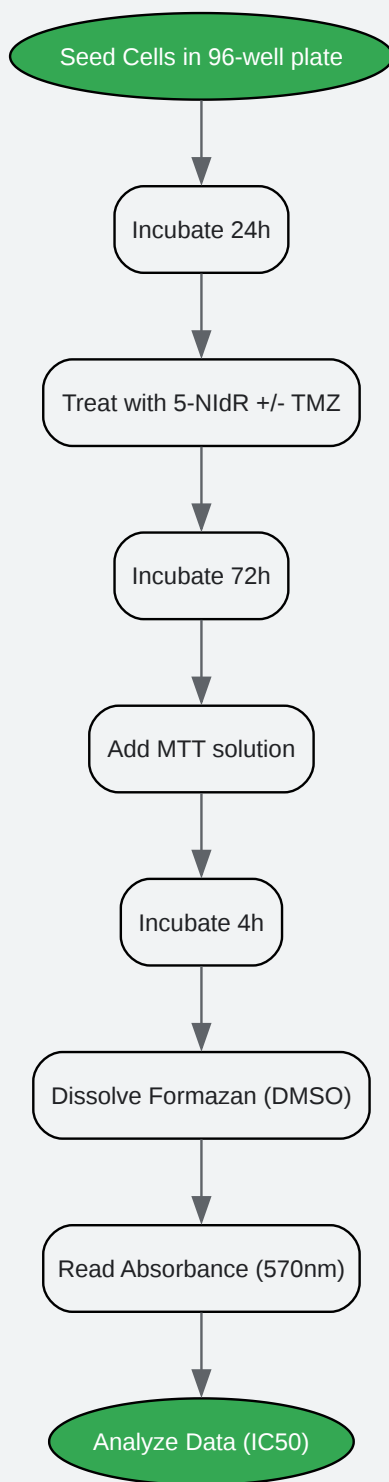 Seed Cells in 96-well plate
Incubate 24h
Treat with 5-NIdR +/- TMZ
Incubate 72h
Add MTT solution
Incubate 4h
Dissolve Formazan (DMSO)
Read Absorbance (570nm)
Analyze Data (IC50)